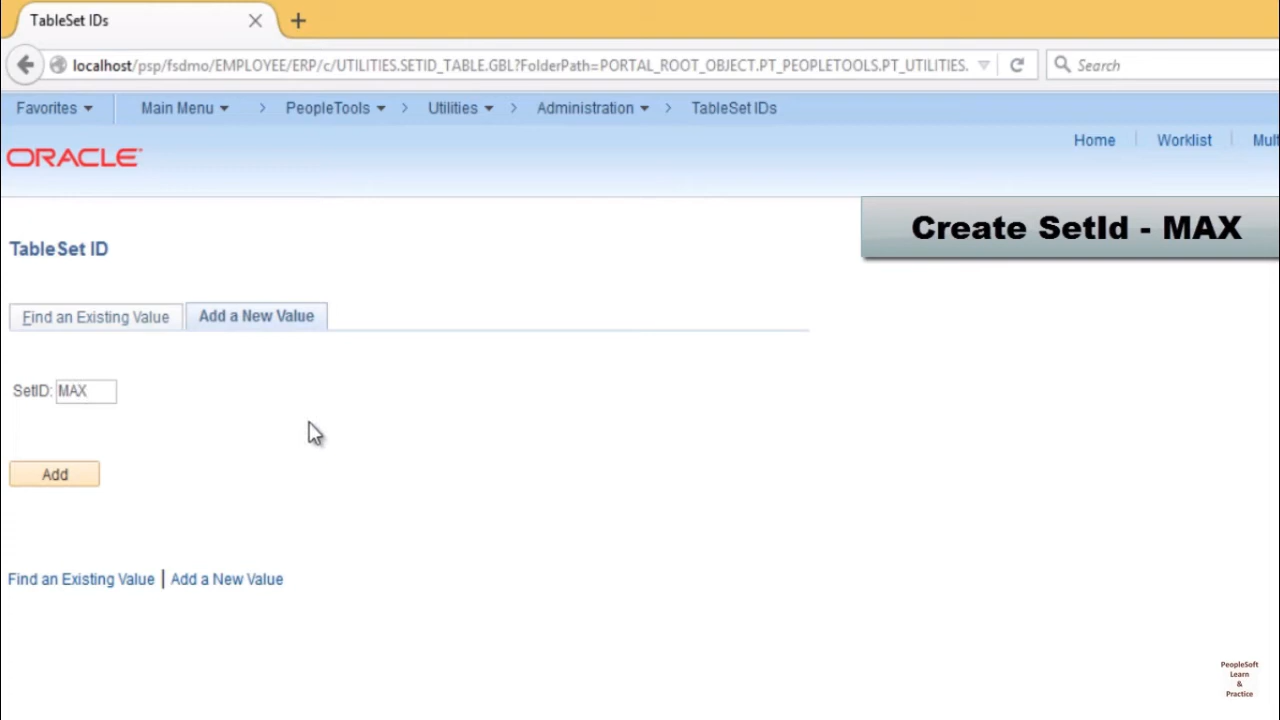 TableSet IDs
localhost/psp/fsdmo/EMPLOYEE/ERP/c/UTILITIES.SETID_TABLE.GBL?FolderPath=PORTAL_ROOT_OBJECT.PT_PEOPLETOOLS.PT_UTILITIES. Search
Favorites Main Menu > PeopleTools > Utilities > Administration > TableSet IDs
Home Worklist
ORACLE
Create SetId - MAX
TableSet ID
Find an Existing Value Add a New Value
SetID: MAX
Add
Find an Existing Value | Add a New Value
PeopleSoft
Learn
&
Practice